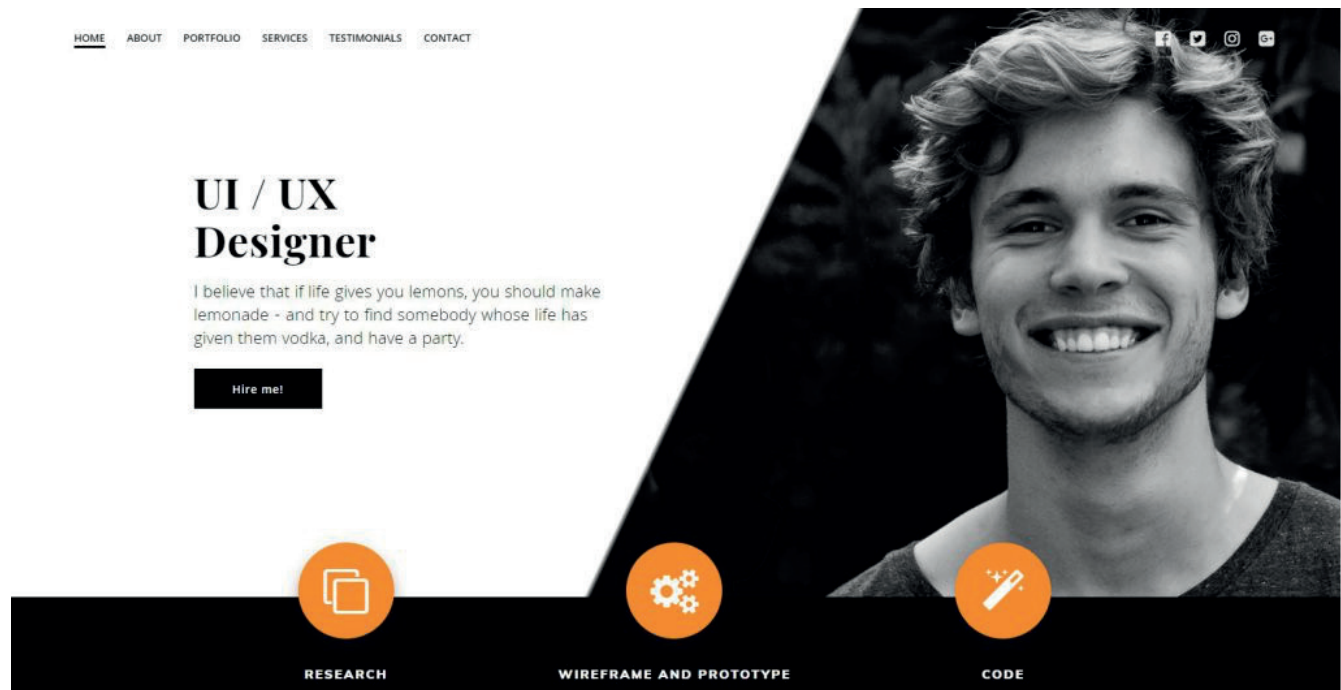 HOME ABOUT PORTFOLIO SERVICES TESTIMONIALS CONTACT
G+
UI / UX
Designer
I believe that if life gives you lemons, you should make
lemonade - and try to find somebody whose life has
given them vodka, and have a party.
Hire me!
RESEARCH WIREFRAME AND PROTOTYPE CODE